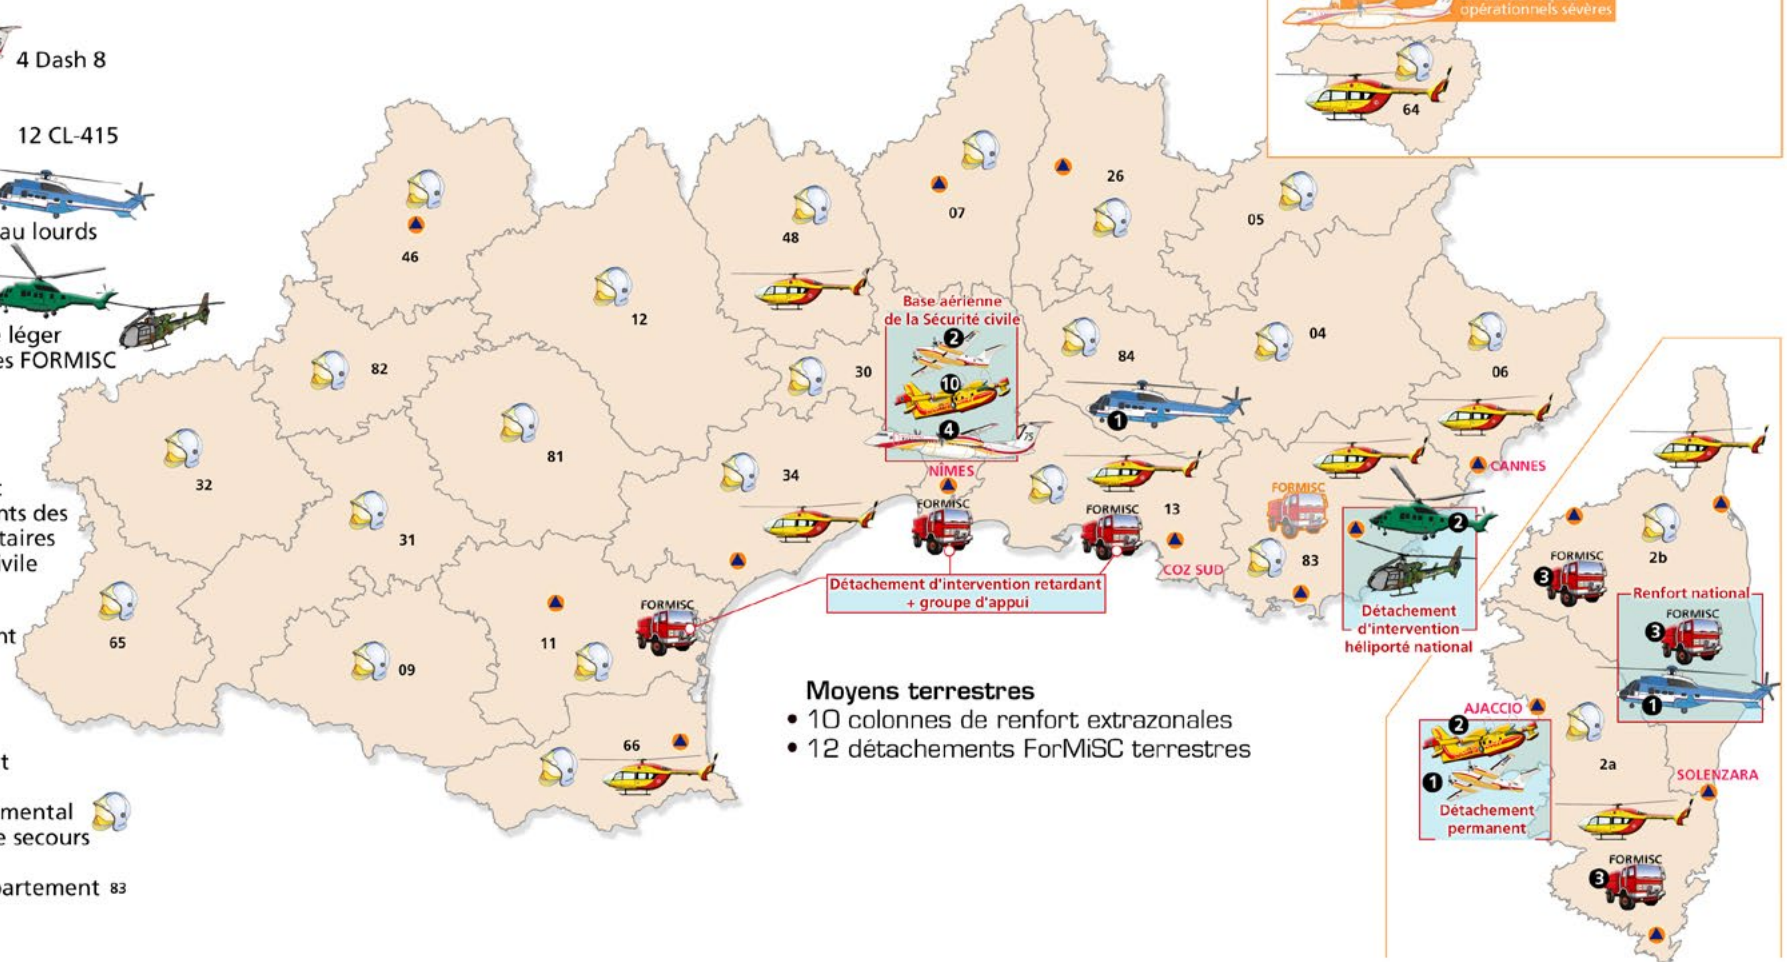 4 Dash 8
12 CL-415
au lourds
léger
es FORMISC
nts des
taires
ivile
nt
t
mental
e secours
partement 83
opérationnels sévères
64
46
12
48
07
26
05
82
30
84
04
06
32
81
34
31
13
83
65
09
11
66
Base aérienne
de la Sécurité civile
2
10
4
75
NÎMES
1
FORMISC
FORMISC
FORMISC
Détachement d'intervention retardant
+ groupe d'appui
COZ SUD
CANNES
FORMISC
2
Détachement
d'intervention
héliporté national
Moyens terrestres
• 10 colonnes de renfort extrazonales
• 12 détachements ForMiSC terrestres
2b
FORMISC
3
Renfort national
FORMISC
3
1
AJACCIO
2
1
Détachement
permanent
2a
SOLENZARA
FORMISC
3